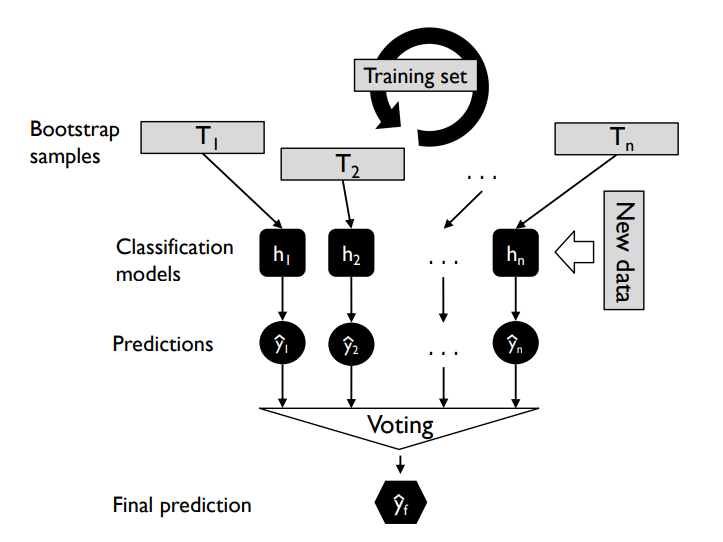 Training set
Bootstrap
samples
T1
T2
Tn
. . .
Classification
models
h1
h2
. . .
hn
New data
Predictions
ŷ1
ŷ2
. . .
ŷn
Voting
Final prediction
ŷf